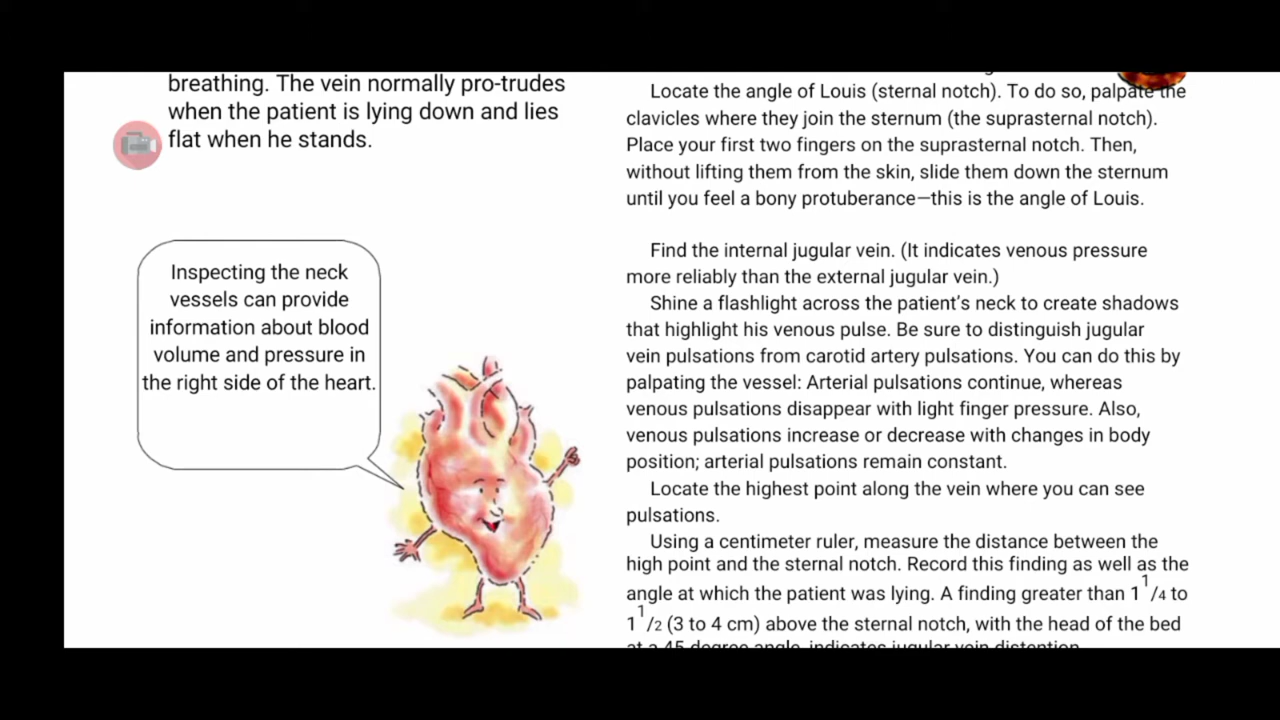 breathing. The vein normally pro-trudes
when the patient is lying down and lies
flat when he stands.
Inspecting the neck
vessels can provide
information about blood
volume and pressure in
the right side of the heart.
Locate the angle of Louis (sternal notch). To do so, palpate the
clavicles where they join the sternum (the suprasternal notch).
Place your first two fingers on the suprasternal notch. Then,
without lifting them from the skin, slide them down the sternum
until you feel a bony protuberance—this is the angle of Louis.
Find the internal jugular vein. (It indicates venous pressure
more reliably than the external jugular vein.)
Shine a flashlight across the patient's neck to create shadows
that highlight his venous pulse. Be sure to distinguish jugular
vein pulsations from carotid artery pulsations. You can do this by
palpating the vessel: Arterial pulsations continue, whereas
venous pulsations disappear with light finger pressure. Also,
venous pulsations increase or decrease with changes in body
position; arterial pulsations remain constant.
Locate the highest point along the vein where you can see
pulsations.
Using a centimeter ruler, measure the distance between the
high point and the sternal notch. Record this finding as well as the
angle at which the patient was lying. A finding greater than 1 1/4 to
1 1/2 (3 to 4 cm) above the sternal notch, with the head of the bed
at a 45 degree angle, indicates jugular vein distention.